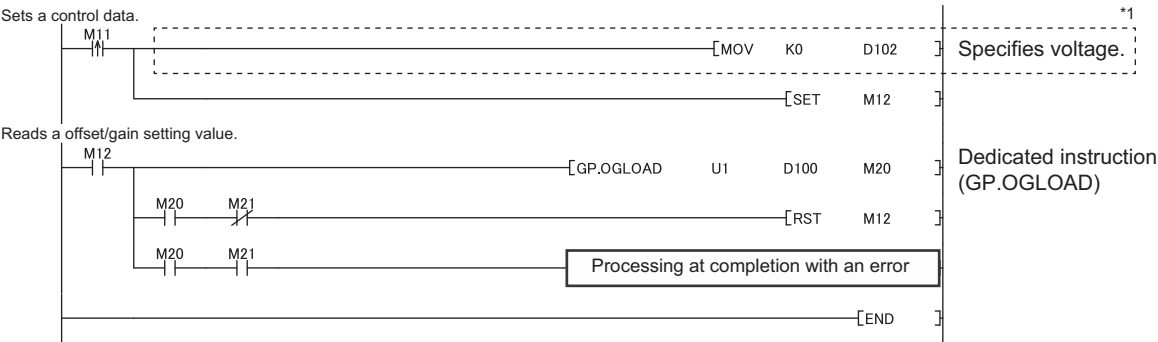 Sets a control data.
*1
M11
[MOV K0 D102 ] Specifies voltage.
[SET M12 ]
Reads a offset/gain setting value.
M12
[GP.OGLOAD U1 D100 M20 ] Dedicated instruction
(GP.OGLOAD)
M20 M21
[RST M12 ]
M20 M21
Processing at completion with an error
[END ]